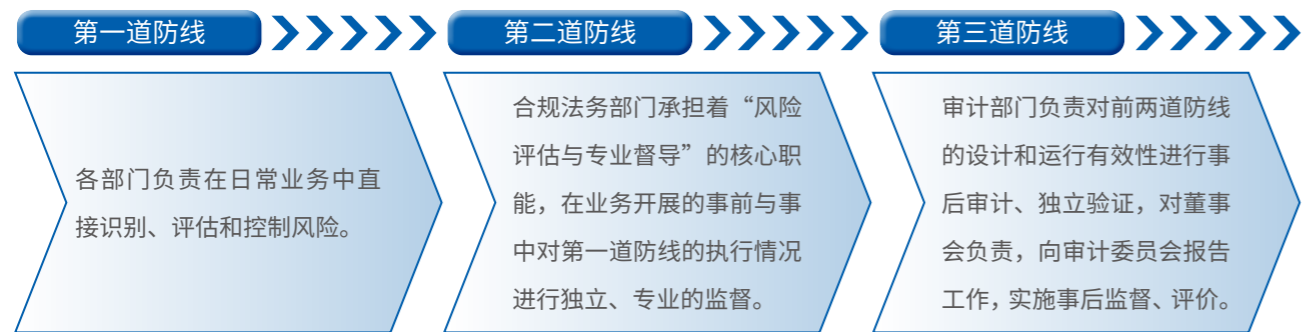 第一道防线
各部门负责在日常业务中直
接识别、评估和控制风险。
第二道防线
合规法务部门承担着“风险
评估与专业督导”的核心职
能，在业务开展的事前与事
中对第一道防线的执行情况
进行独立、专业的监督。
第三道防线
审计部门负责对前两道防线
的设计和运行有效性进行事
后审计、独立验证，对董事
会负责，向审计委员会报告
工作，实施事后监督、评价。